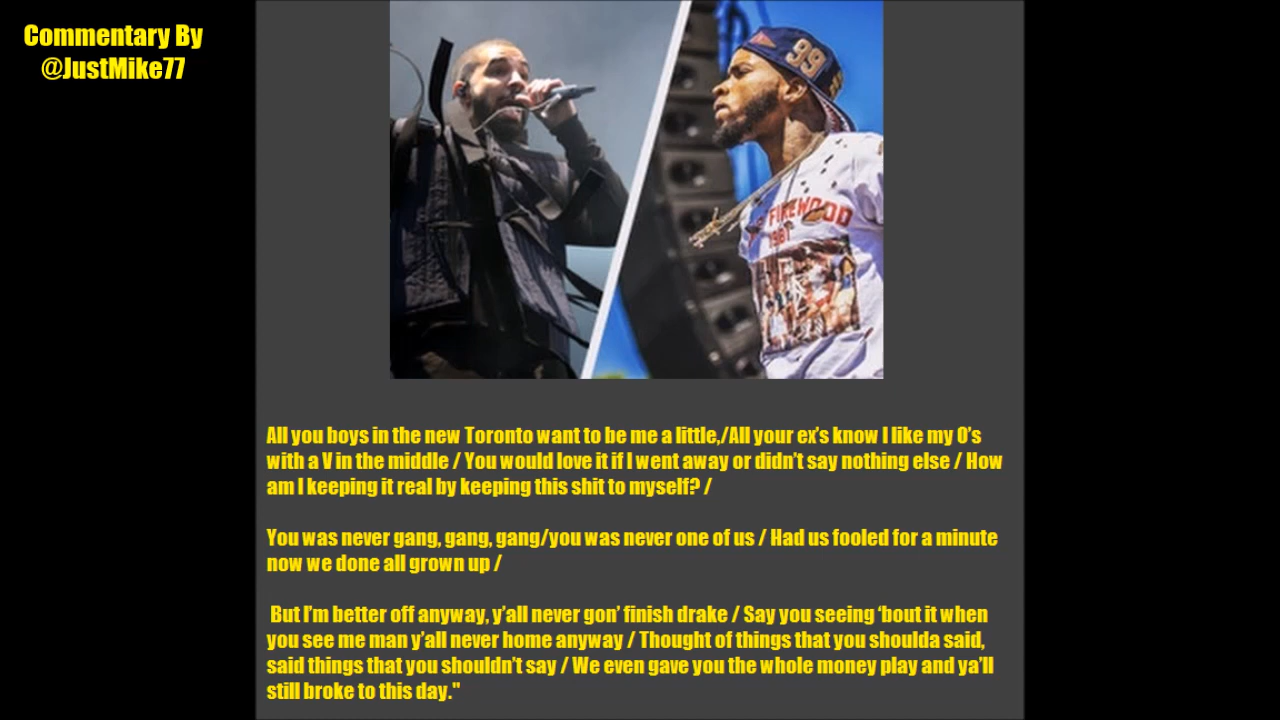 Commentary By
@JustMike77
99
FIREWOOD
1981
All you boys in the new Toronto want to be me a little,/All your ex's know I like my O's
with a V in the middle / You would love it if I went away or didn't say nothing else / How
am I keeping it real by keeping this shit to myself? /
You was never gang, gang, gang/you was never one of us / Had us fooled for a minute
now we done all grown up /
But I'm better off anyway, y'all never gon' finish drake / Say you seeing 'bout it when
you see me man y'all never home anyway / Thought of things that you shoulda said,
said things that you shouldn't say / We even gave you the whole money play and ya'll
still broke to this day."